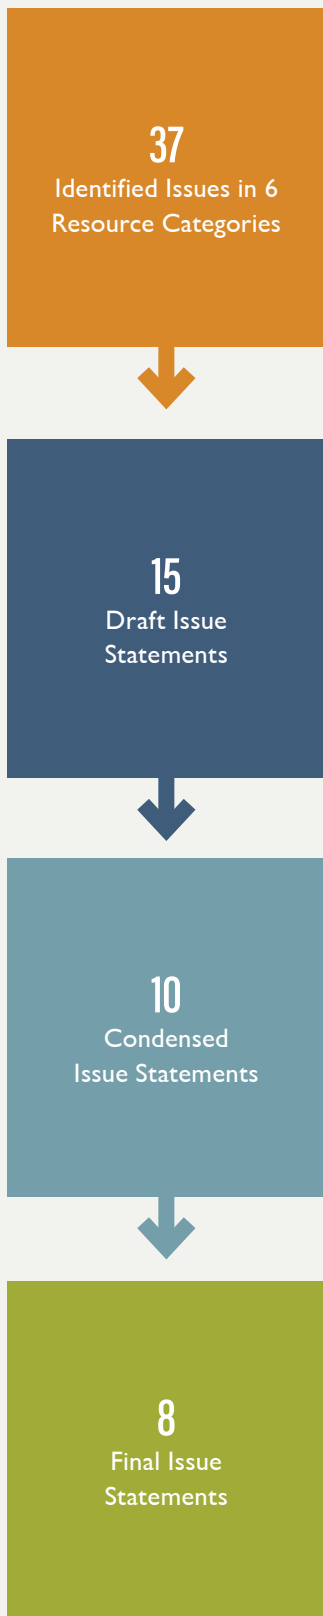 37
Identified Issues in 6
Resource Categories
15
Draft Issue
Statements
10
Condensed
Issue Statements
8
Final Issue
Statements